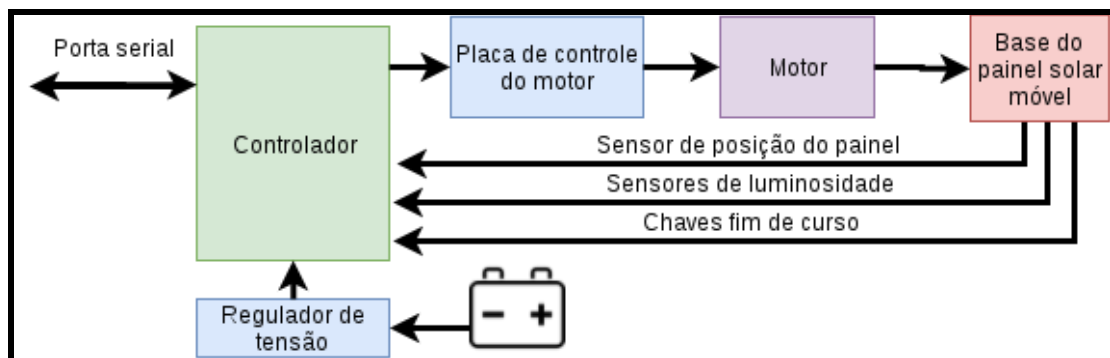 Porta serial
Controlador
Placa de controle
do motor
Motor
Base do
painel solar
móvel
Sensor de posição do painel
Sensores de luminosidade
Chaves fim de curso
Regulador de
tensão